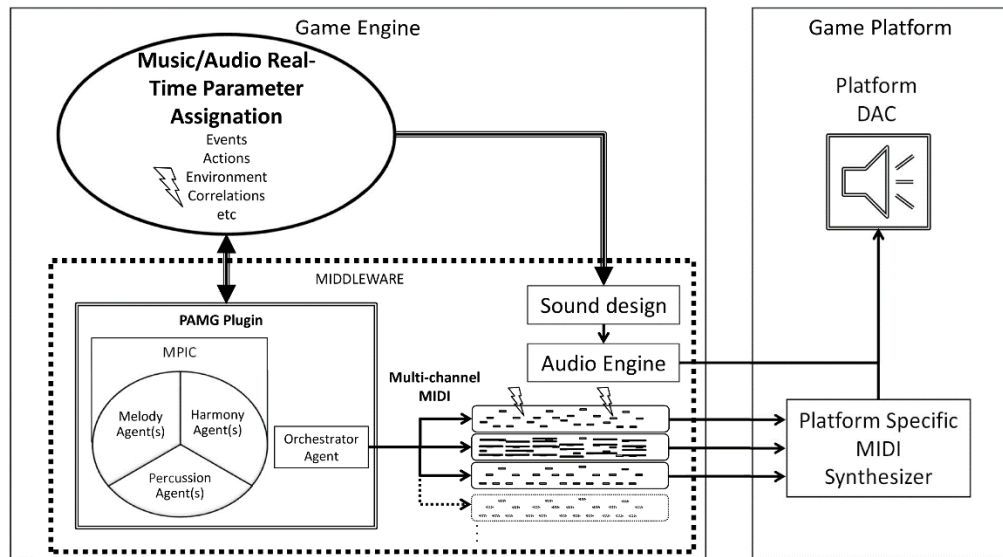 Game Engine
Music/Audio Real-
Time Parameter
Assignation
Events
Actions
Environment
Correlations
etc
MIDDLEWARE
PAMG Plugin
MPIC
Melody
Agent(s)
Harmony
Agent(s)
Percussion
Agent(s)
Orchestrator
Agent
Multi-channel
MIDI
Sound design
Audio Engine
Game Platform
Platform
DAC
Platform Specific
MIDI
Synthesizer